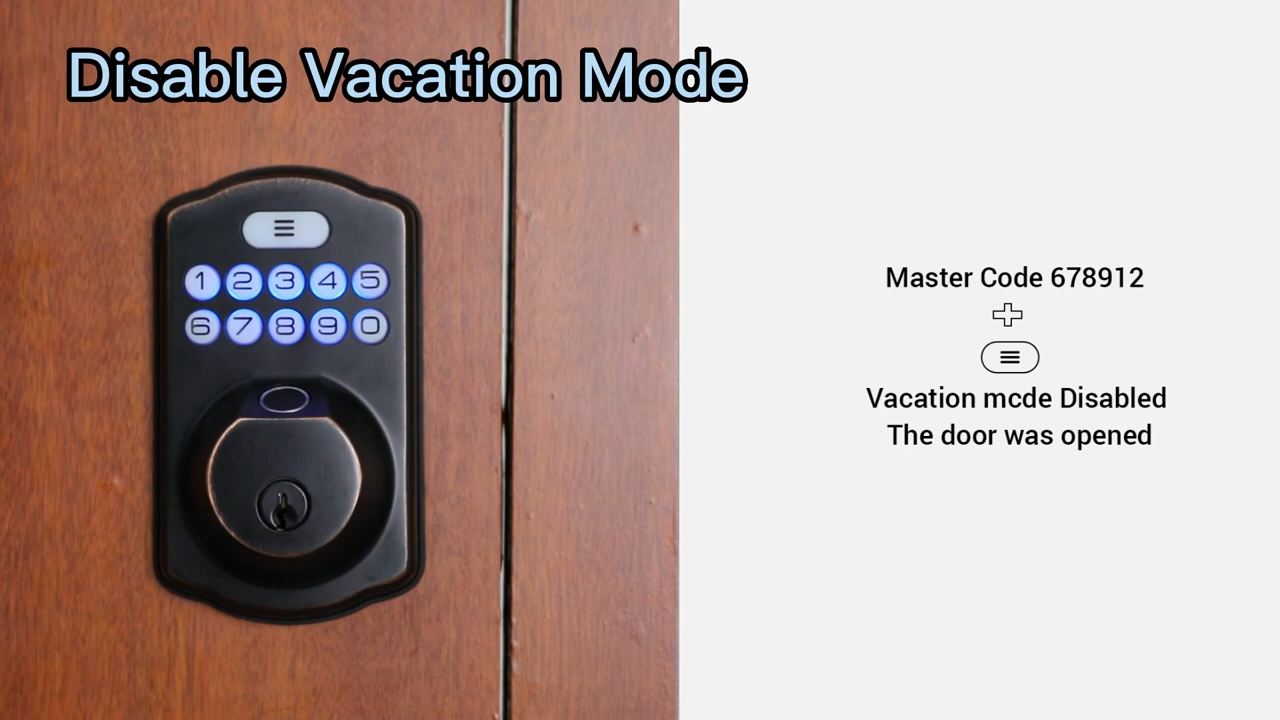 Disable Vacation Mode
1 2 3 4 5
6 7 8 9 0
Master Code 678912
Vacation mcde Disabled
The door was opened